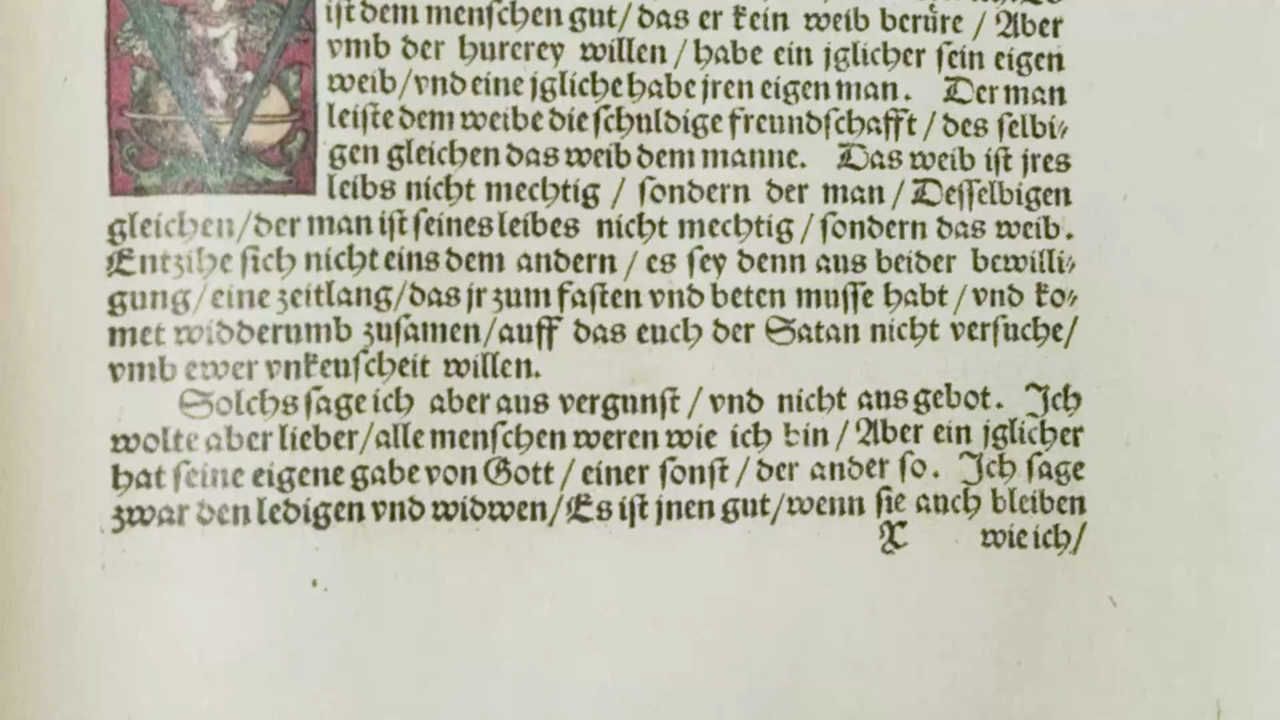 ist dem menschen gut/ das er kein weib berüre / Aber
vmb der hurerey willen / habe ein jglicher sein eigen
weib/vnd eine jgliche habe jren eigen man. Der man
leiste dem weibe die schuldige freundschafft / des selbi-
gen gleichen das weib dem manne. Das weib ist jres
leibs nicht mechtig / sondern der man / Desselbigen
gleichen/der man ist seines leibes nicht mechtig / sondern das weib.
Entzihe sich nicht eins dem andern / es sey denn aus beider bewilli-
gung/eine zeitlang/das jr zum fasten vnd beten musse habt / vnd ko-
met widderumb zusamen/auff das euch der Satan nicht versuche/
vmb ewer vnkeuscheit willen.
Solchs sage ich aber aus vergunst / vnd nicht aus gebot. Ich
wolte aber lieber/alle menschen weren wie ich bin / Aber ein jglicher
hat seine eigene gabe von Gott / einer sonst / der ander so. Ich sage
zwar den ledigen vnd widwen/Es ist jnen gut/wenn sie auch bleiben
X wie ich/